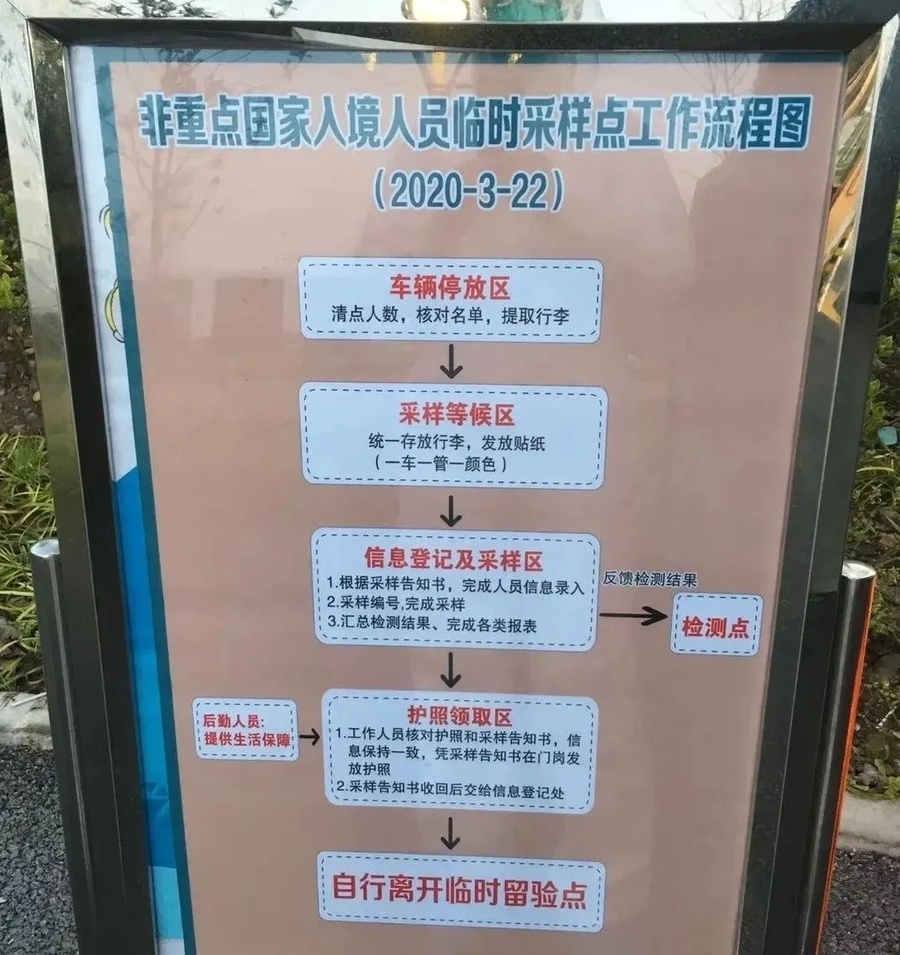 非重点国家入境人员临时采样点工作流程图
(2020-3-22)
车辆停放区
清点人数，核对名单，提取行李
采样等候区
统一存放行李，发放贴纸
(一车一管一颜色)
信息登记及采样区
1.根据采样告知书，完成人员信息录入
2.采样编号,完成采样
3.汇总检测结果、完成各类报表
反馈检测结果
检测点
后勤人员:
提供生活保障
护照领取区
1.工作人员核对护照和采样告知书，信
息保持一致，凭采样告知书在门岗发
放护照
2.采样告知书收回后交给信息登记处
自行离开临时留验点